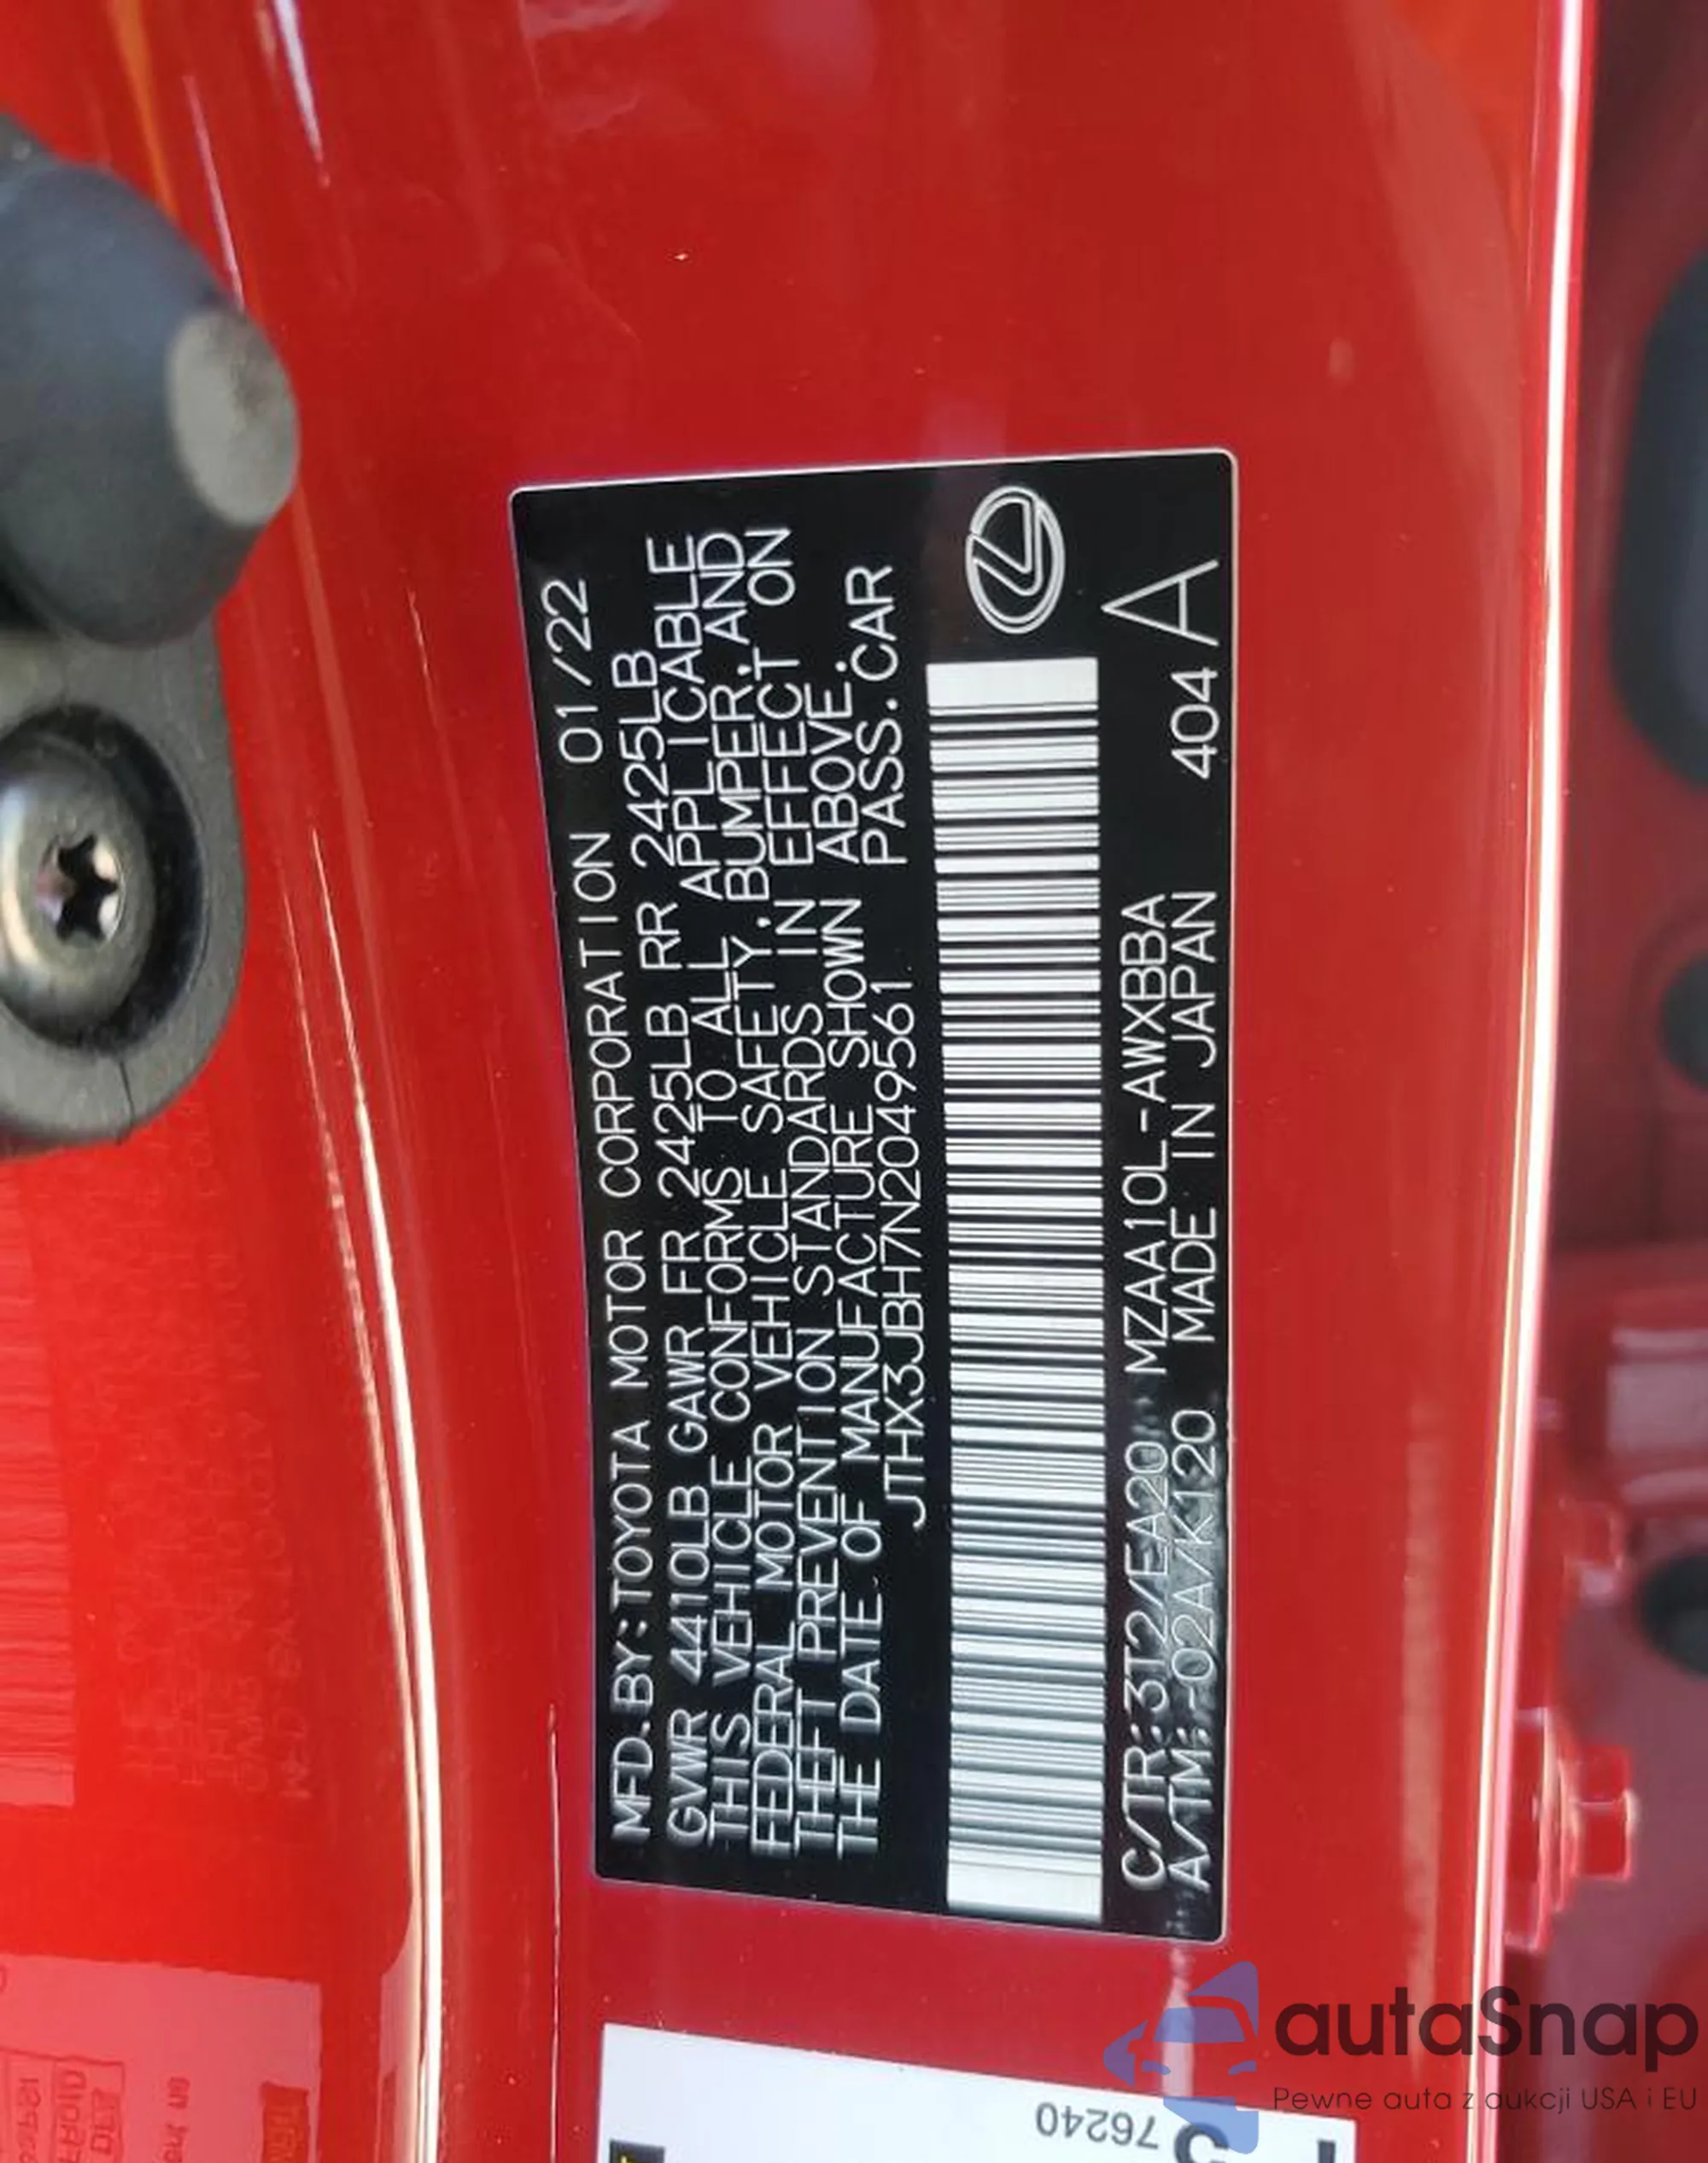 MFD.BY:TOYOTA MOTOR CORPORATION 01/22
GVWR 4410LB GAWR FR 2425LB RR 2425LB
THIS VEHICLE CONFORMS TO ALL APPLICABLE
FEDERAL MOTOR VEHICLE SAFETY, BUMPER, AND
THEFT PREVENTION STANDARDS IN EFFECT ON
THE DATE OF MANUFACTURE SHOWN ABOVE.
JTHX3JBH7N2049561 PASS.CAR
C/TR:3T2/EA20 MZAA10L-AWXBBA
A/TM:-02A/K120 MADE IN JAPAN 404 A
76240
autaSnap
Pewne auta z aukcji USA i EU